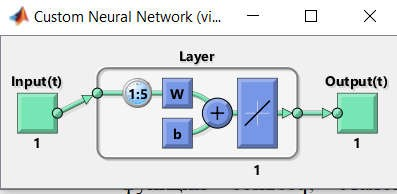 Custom Neural Network (vi...
Layer
Input(t)
Output(t)
1:5
W
b
+
1
1
1